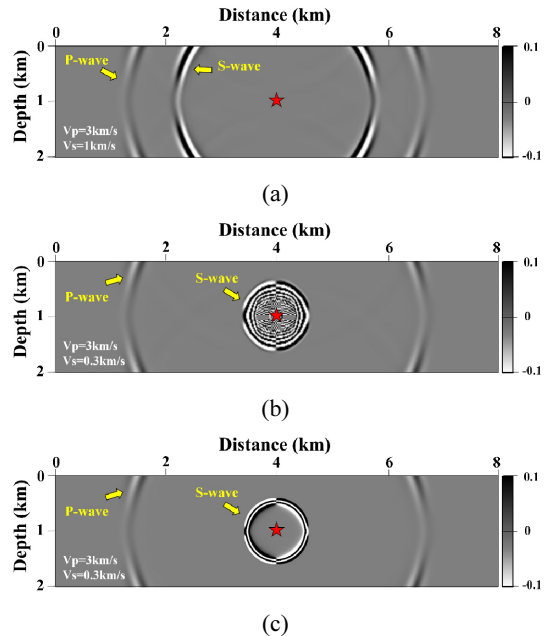 Distance (km)
0 2 4 6 8
Depth (km)
0
1
2
P-wave
S-wave
Vp=3km/s
Vs=1km/s
0.1
0
-0.1
(a)
Distance (km)
0 2 4 6 8
Depth (km)
0
1
2
P-wave
S-wave
Vp=3km/s
Vs=0.3km/s
0.1
0
-0.1
(b)
Distance (km)
0 2 4 6 8
Depth (km)
0
1
2
P-wave
S-wave
Vp=3km/s
Vs=0.3km/s
0.1
0
-0.1
(c)